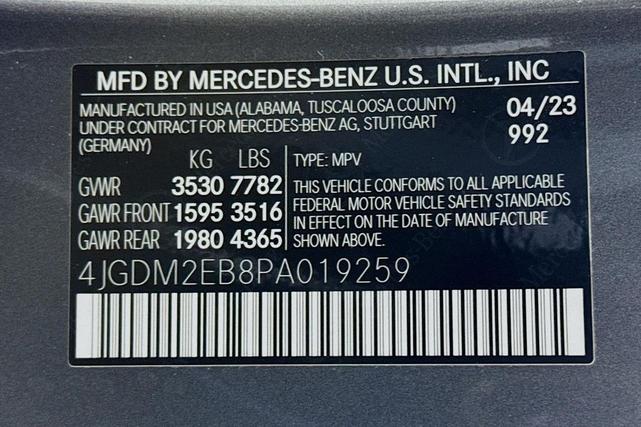 MFD BY MERCEDES-BENZ U.S. INTL., INC
MANUFACTURED IN USA (ALABAMA, TUSCALOOSA COUNTY)
UNDER CONTRACT FOR MERCEDES-BENZ AG, STUTTGART
(GERMANY)
04/23
992
KG LBS
GVWR 3530 7782
GAWR FRONT 1595 3516
GAWR REAR 1980 4365
TYPE: MPV
THIS VEHICLE CONFORMS TO ALL APPLICABLE
FEDERAL MOTOR VEHICLE SAFETY STANDARDS
IN EFFECT ON THE DATE OF MANUFACTURE
SHOWN ABOVE.
4JGDM2EB8PA019259